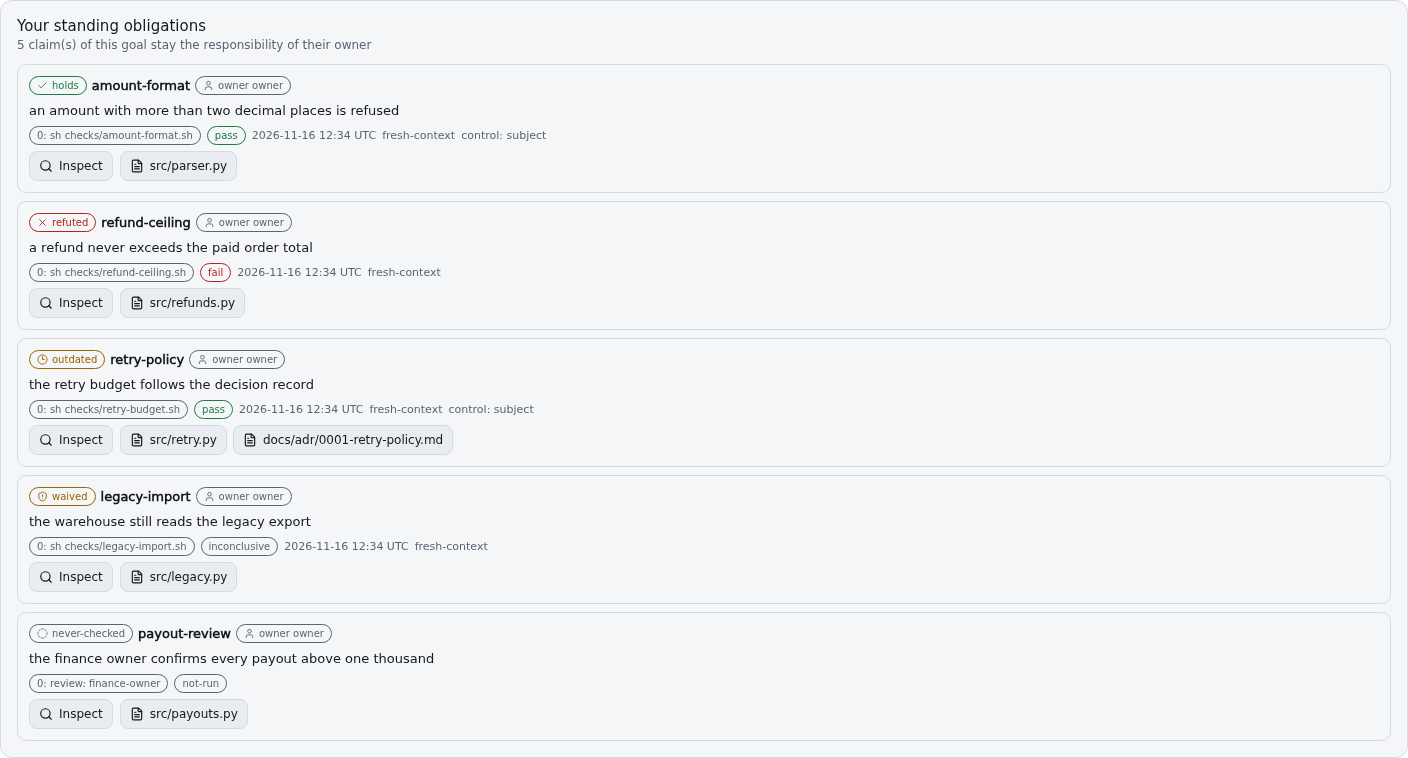 Your standing obligations
5 claim(s) of this goal stay the responsibility of their owner
holds amount-format owner owner
an amount with more than two decimal places is refused
0: sh checks/amount-format.sh pass 2026-11-16 12:34 UTC fresh-context control: subject
Inspect src/parser.py
refuted refund-ceiling owner owner
a refund never exceeds the paid order total
0: sh checks/refund-ceiling.sh fail 2026-11-16 12:34 UTC fresh-context
Inspect src/refunds.py
outdated retry-policy owner owner
the retry budget follows the decision record
0: sh checks/retry-budget.sh pass 2026-11-16 12:34 UTC fresh-context control: subject
Inspect src/retry.py docs/adr/0001-retry-policy.md
waived legacy-import owner owner
the warehouse still reads the legacy export
0: sh checks/legacy-import.sh inconclusive 2026-11-16 12:34 UTC fresh-context
Inspect src/legacy.py
never-checked payout-review owner owner
the finance owner confirms every payout above one thousand
0: review: finance-owner not-run
Inspect src/payouts.py